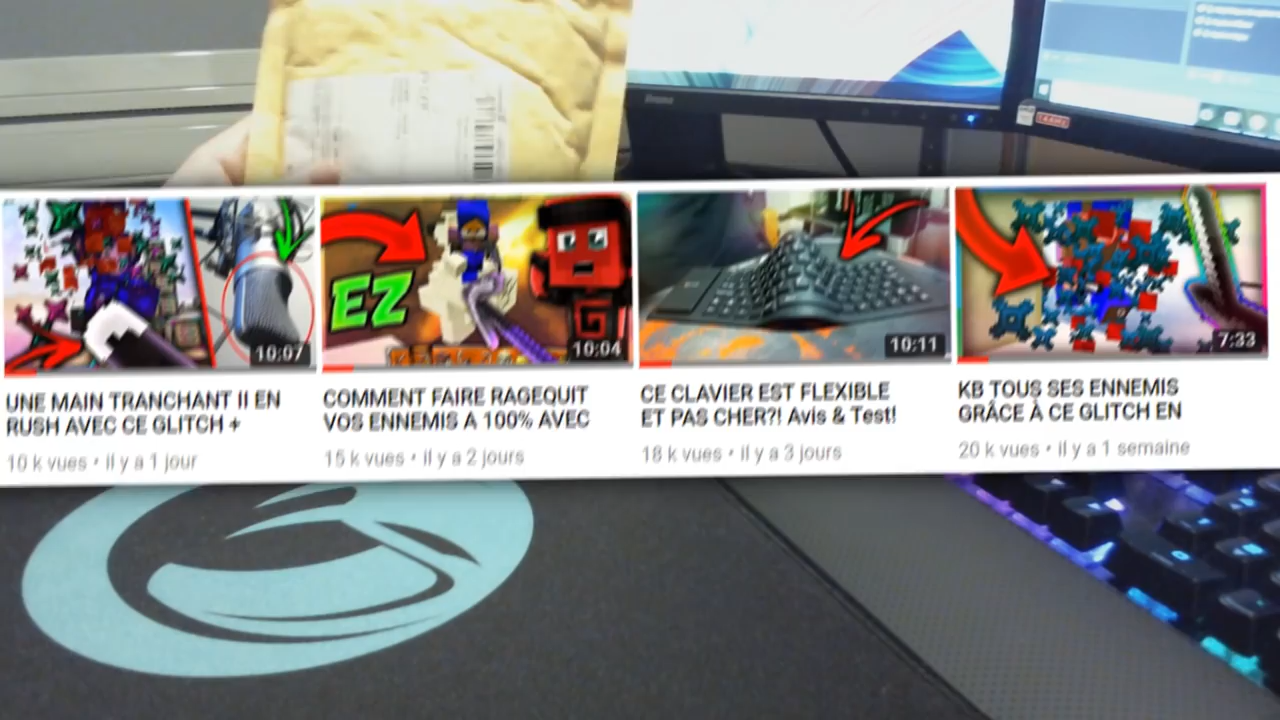 EZ
10:07
10:04
10:11
7:33
UNE MAIN TRANCHANT II EN
RUSH AVEC CE GLITCH +
10 k vues • il y a 1 jour
COMMENT FAIRE RAGEQUIT
VOS ENNEMIS A 100% AVEC
15 k vues • il y a 2 jours
CE CLAVIER EST FLEXIBLE
ET PAS CHER?! Avis & Test!
18 k vues • il y a 3 jours
KB TOUS SES ENNEMIS
GRÂCE À CE GLITCH EN
20 k vues • il y a 1 semaine